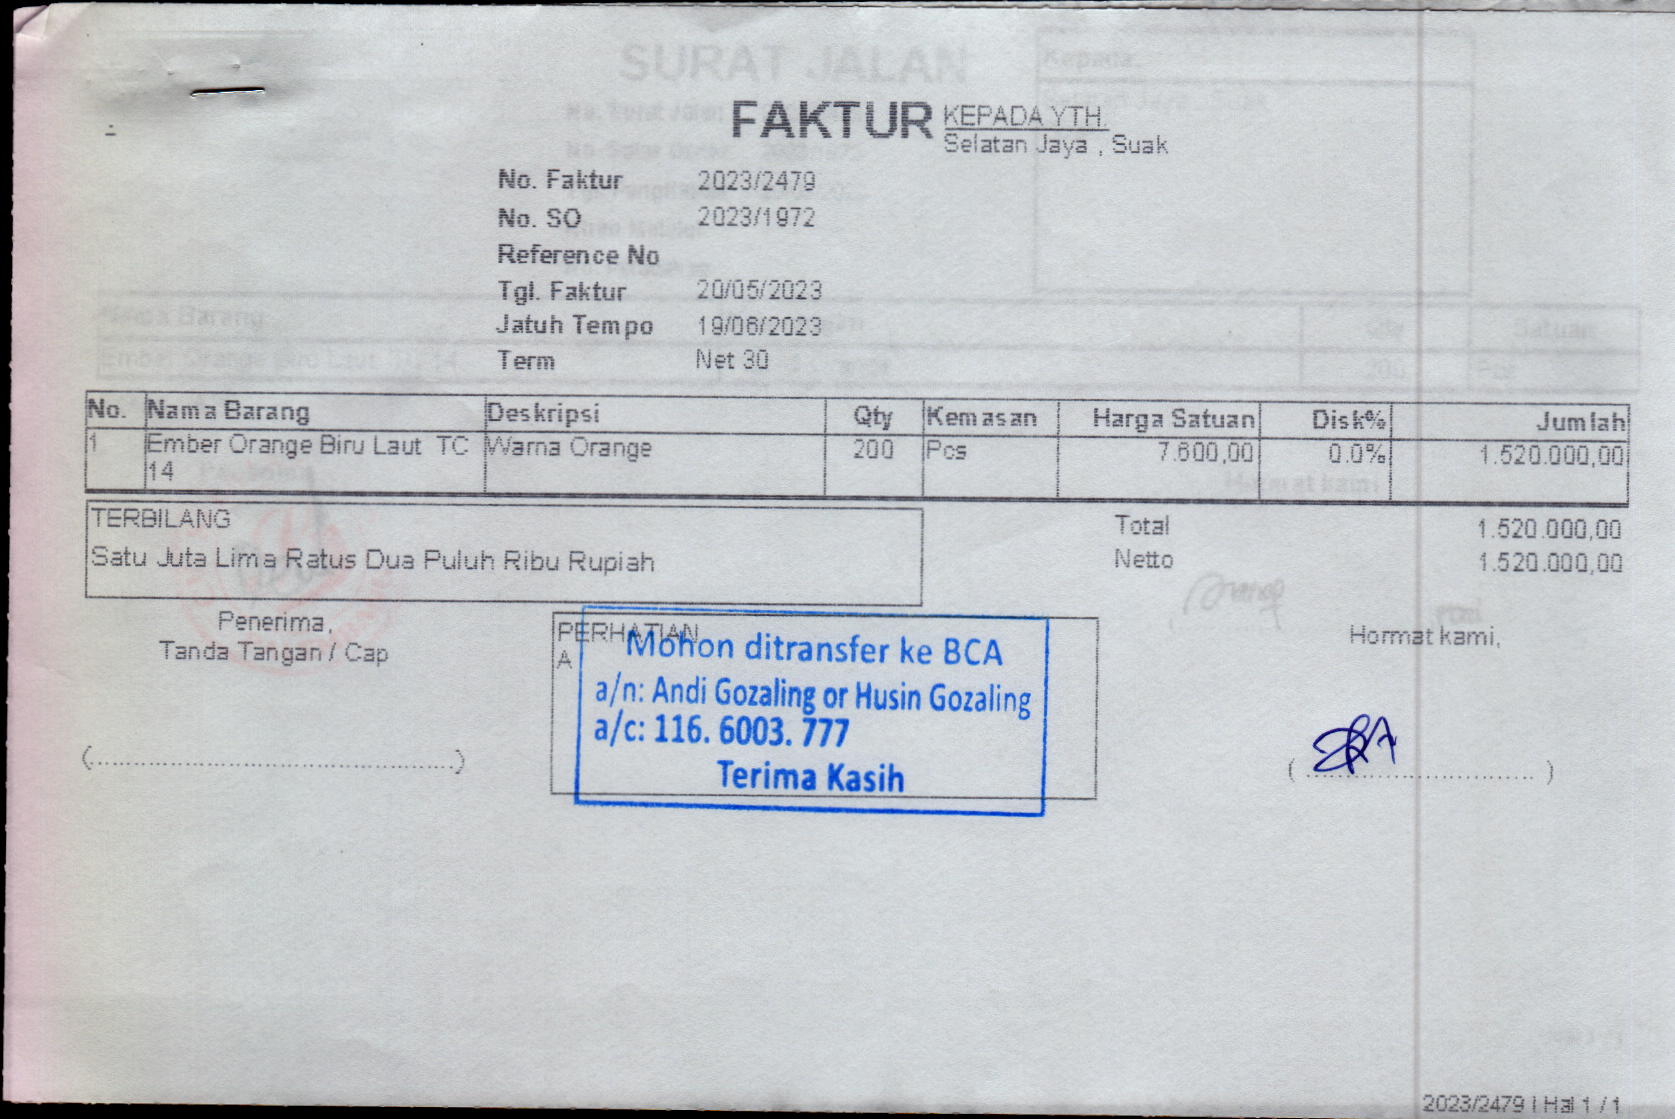 FAKTUR
KEPADA YTH.
Selatan Jaya , Suak
No. Faktur 2023/2479
No. SO 2023/1972
Reference No
Tgl. Faktur 20/05/2023
Jatuh Tempo 19/06/2023
Term Net 30
No. Nama Barang Deskripsi Qty Kemasan Harga Satuan Disk% Jumlah
1 Ember Orange Biru Laut TC Warna Orange 200 Pcs 7.600,00 0.0% 1.520.000,00
14
TERBILANG
Satu Juta Lima Ratus Dua Puluh Ribu Rupiah
Total 1.520.000,00
Netto 1.520.000,00
Penerima,
Tanda Tangan / Cap
PERHATIAN
A
Mohon ditransfer ke BCA
a/n: Andi Gozaling or Husin Gozaling
a/c: 116. 6003. 777
Terima Kasih
Hormat kami,
(..............................................)
( .................................. )
2023/2479 | Hal 1 / 1
SURAT JALAN
Kepada: